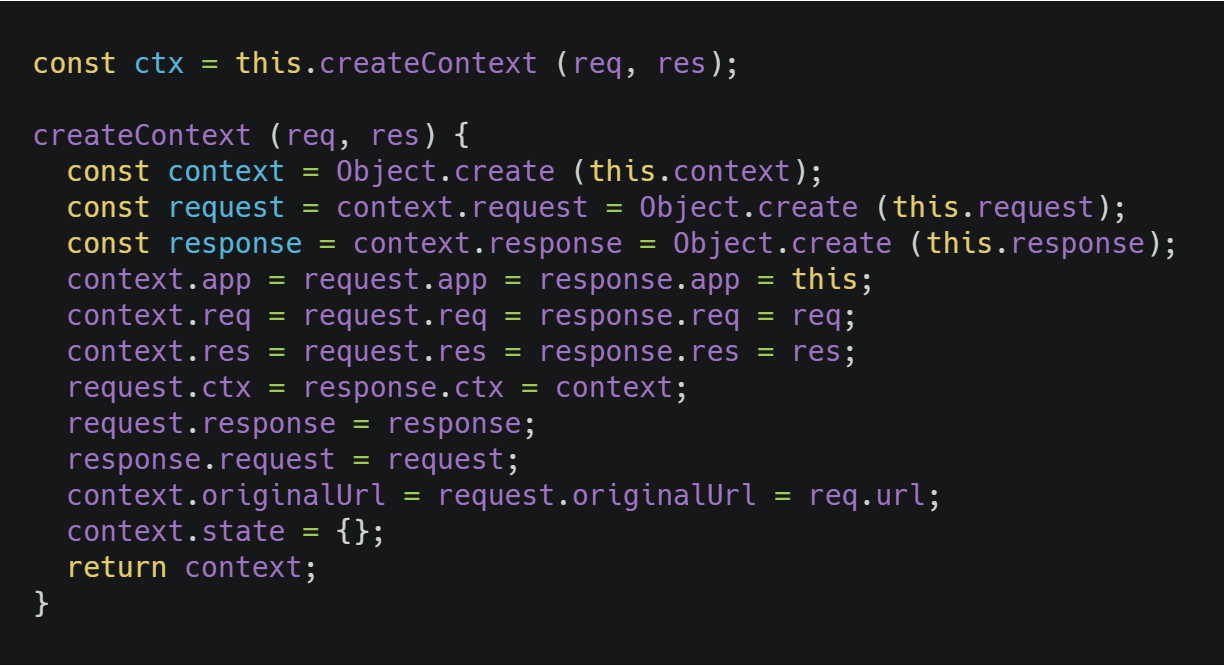 const ctx = this.createContext (req, res);

createContext (req, res) {
  const context = Object.create (this.context);
  const request = context.request = Object.create (this.request);
  const response = context.response = Object.create (this.response);
  context.app = request.app = response.app = this;
  context.req = request.req = response.req = req;
  context.res = request.res = response.res = res;
  request.ctx = response.ctx = context;
  request.response = response;
  response.request = request;
  context.originalUrl = request.originalUrl = req.url;
  context.state = {};
  return context;
}